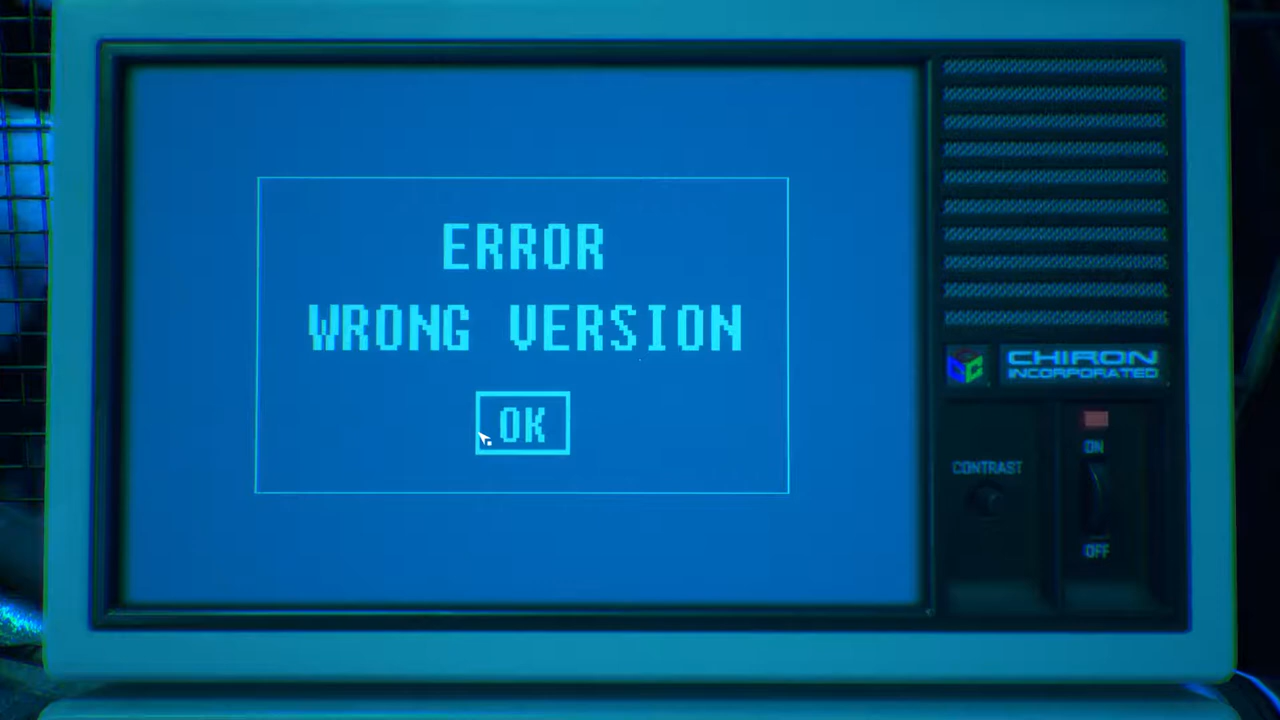 ERROR
WRONG VERSION
OK
CHIRON
INCORPORATED
ON
CONTRAST
OFF